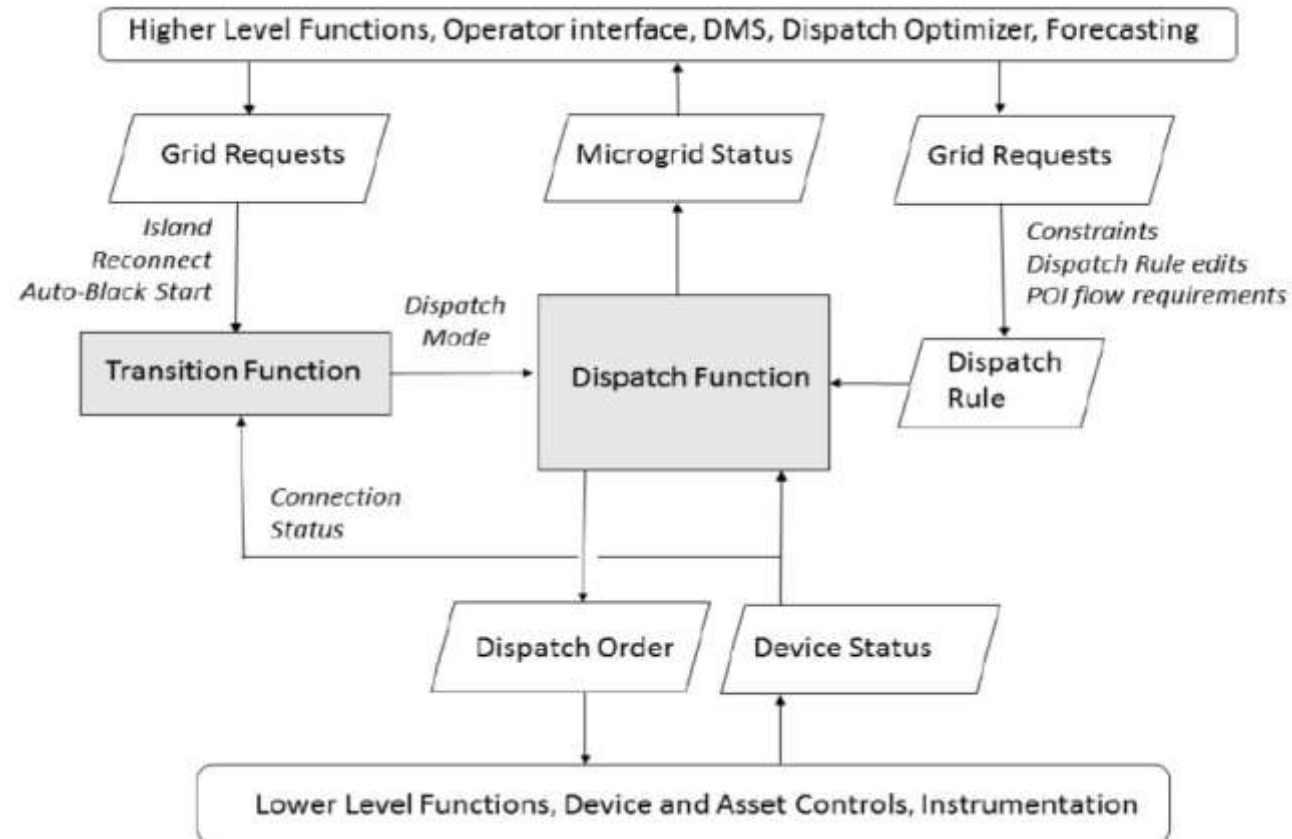 Higher Level Functions, Operator interface, DMS, Dispatch Optimizer, Forecasting
Grid Requests
Microgrid Status
Grid Requests
Island
Reconnect
Auto-Black Start
Constraints
Dispatch Rule edits
POI flow requirements
Dispatch
Mode
Transition Function
Dispatch Function
Dispatch
Rule
Connection
Status
Dispatch Order
Device Status
Lower Level Functions, Device and Asset Controls, Instrumentation